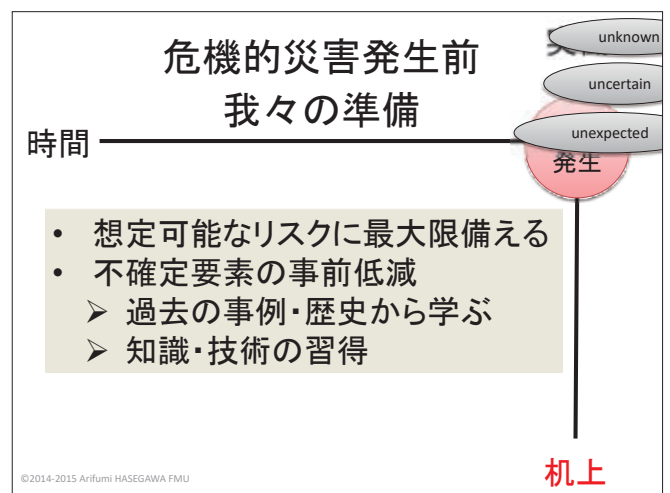 危機的災害発生前
我々の準備
unknown
uncertain
unexpected
時間
発生
• 想定可能なリスクに最大限備える
• 不確定要素の事前低減
➢ 過去の事例・歴史から学ぶ
➢ 知識・技術の習得
机上
©2014-2015 Arifumi HASEGAWA FMU